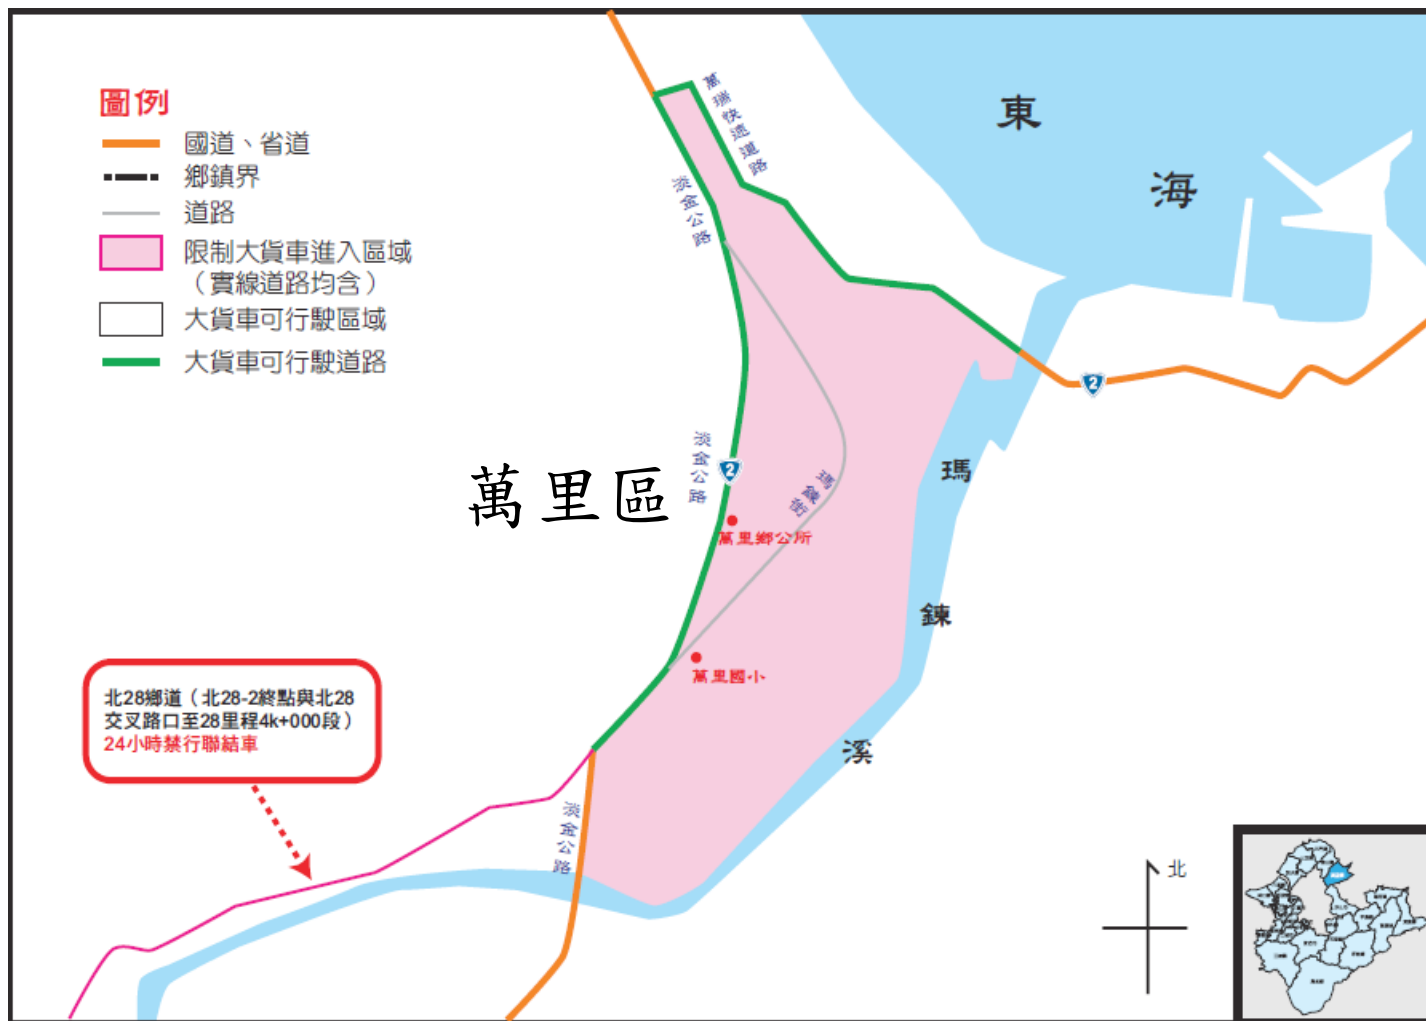 圖例
國道、省道
鄉鎮界
道路
限制大貨車進入區域
（實線道路均含）
大貨車可行駛區域
大貨車可行駛道路
萬瑞快速道路
淡金公路
東海
2
淡金公路
2
萬里區
瑪鍊街
瑪鍊溪
萬里鄉公所
萬里國小
北28鄉道（北28-2終點與北28
交叉路口至28里程4k+000段）
24小時禁行聯結車
淡金公路
北